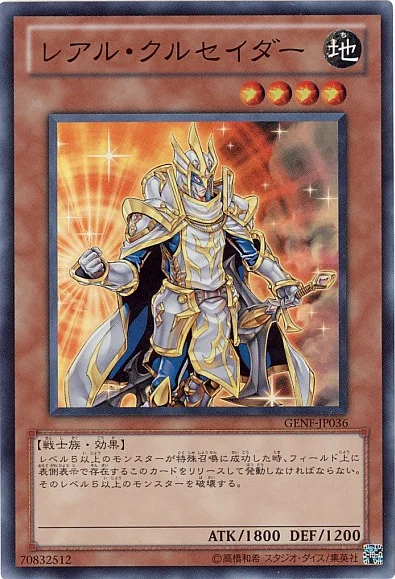 レアル・クルセイダー
地
GENF-JP036
【戦士族・効果】
レベル5以上のモンスターが特殊召喚に成功した時、フィールド上に
表側表示で存在するこのカードをリリースして発動しなければならない。
そのレベル5以上のモンスターを破壊する。
ATK/1800 DEF/1200
70832512
©高橋和希 スタジオ・ダイス/集英社